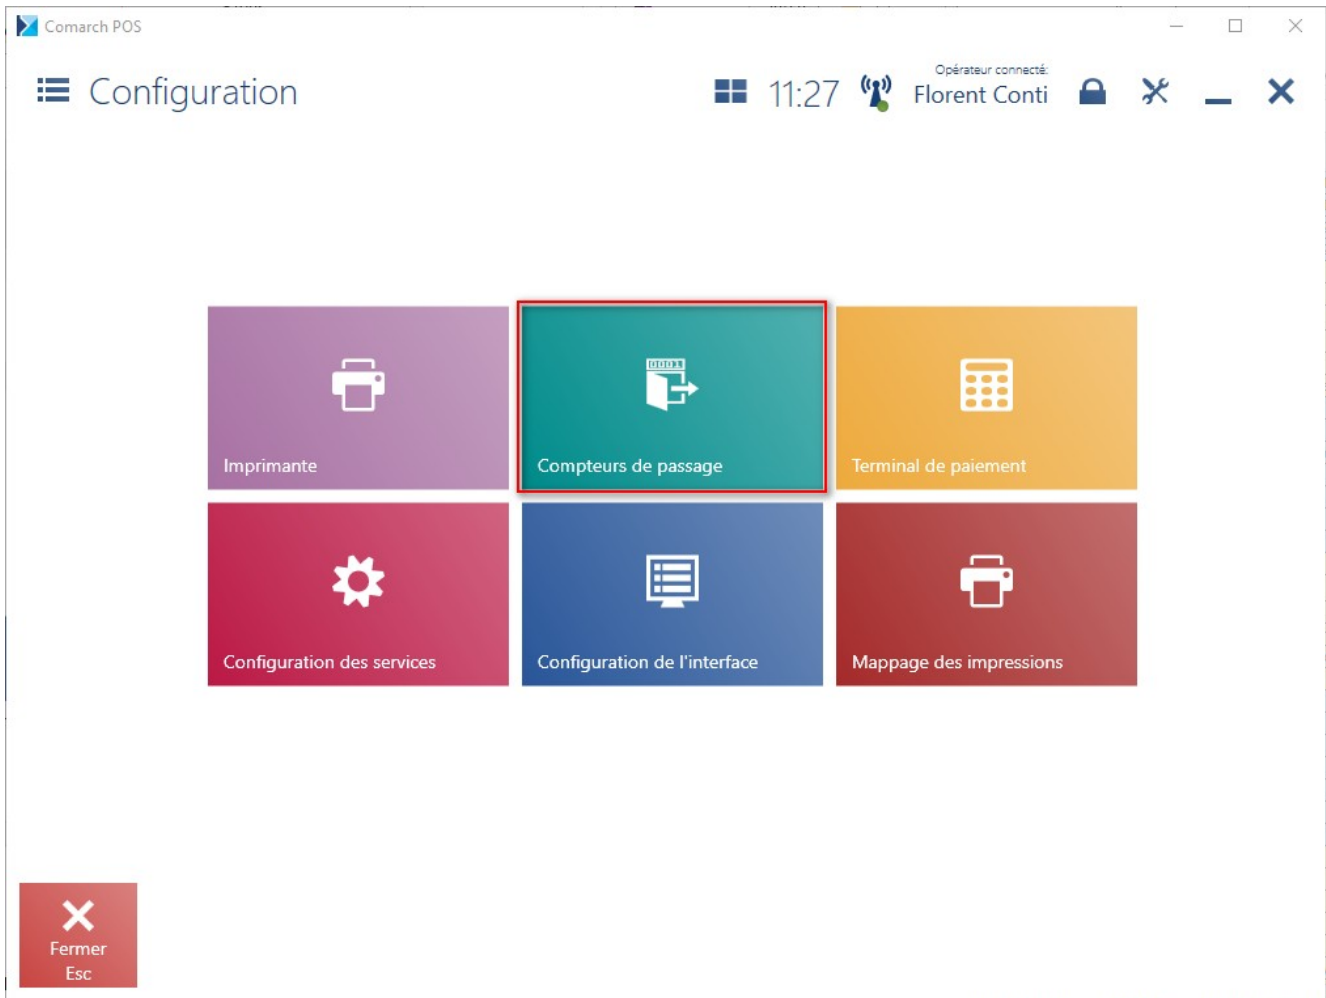 Comarch POS
Configuration
11:27
Opérateur connecté:
Florent Conti
0001
Imprimante
Compteurs de passage
Terminal de paiement
Configuration des services
Configuration de l'interface
Mappage des impressions
Fermer
Esc